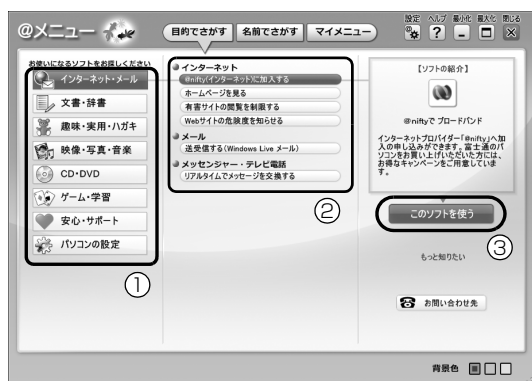 @メニュー
目的でさがす 名前でさがす マイメニュー
設定 ヘルプ 最小化 最大化 閉じる
お使いになるソフトをお探しください
インターネット・メール
文書・辞書
趣味・実用・ハガキ
映像・写真・音楽
CD・DVD
ゲーム・学習
安心・サポート
パソコンの設定
①
インターネット
@nifty(インターネット)に加入する
ホームページを見る
有害サイトの閲覧を制限する
Webサイトの危険度を知らせる
メール
送受信する(Windows Live メール)
メッセンジャー・テレビ電話
リアルタイムでメッセージを交換する
②
【ソフトの紹介】
@nifty で ブロードバンド
インターネットプロバイダー「@nifty」へ加
入の申し込みができます。富士通のパ
ソコンをお買い上げいただいた方には、
お得なキャンペーンをご用意していま
す。
このソフトを使う
③
もっと知りたい
お問い合わせ先
背景色